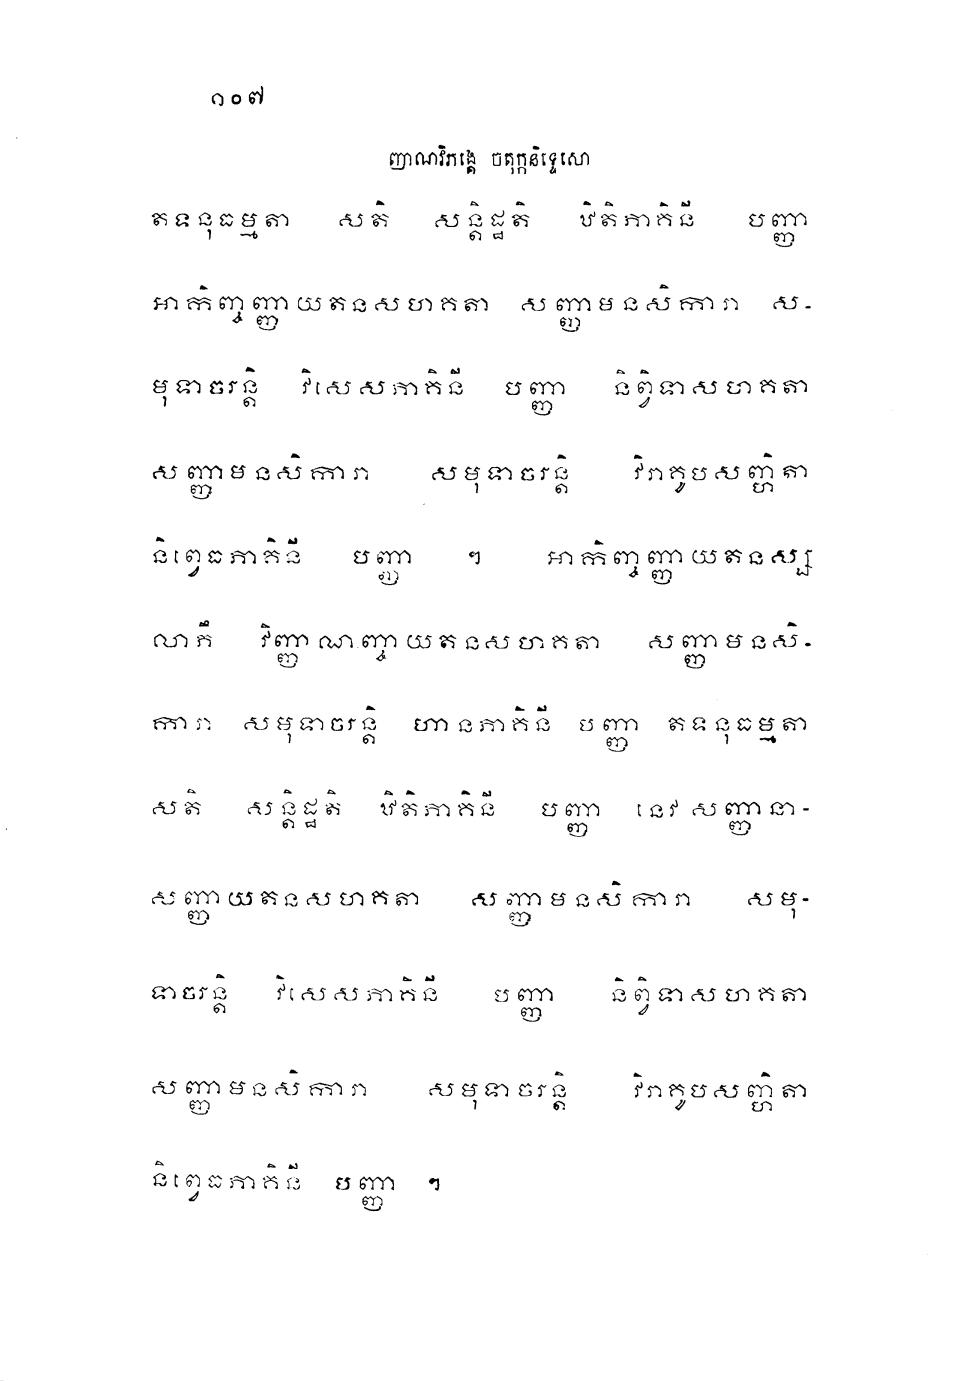 ១០៧
ញាណវិភង្គេ ចតុក្កនិទ្ទេសោ
តទនុធម្មតា សតិ សន្តិដ្ឋតិ ឋិតិភាគិនី បញ្ញា
អាកិញ្ចញ្ញាយតនសហគតា សញ្ញាមនសិការា ស-
មុទាចរន្តិ វិសេសភាគិនី បញ្ញា និព្វិទាសហគតា
សញ្ញាមនសិការា សមុទាចរន្តិ វិរាគូបសញ្ហិតា
និព្វេធភាគិនី បញ្ញា ។ អាកិញ្ចញ្ញាយតនស្ស
លាភឹ វិញ្ញាណញ្ចាយតនសហគតា សញ្ញាមនសិ-
ការា សមុទាចរន្តិ ហានភាគិនី បញ្ញា តទនុធម្មតា
សតិ សន្តិដ្ឋតិ ឋិតិភាគិនី បញ្ញា នេវសញ្ញានា-
សញ្ញាយតនសហគតា សញ្ញាមនសិការា សមុ-
ទាចរន្តិ វិសេសភាគិនី បញ្ញា និព្វិទាសហគតា
សញ្ញាមនសិការា សមុទាចរន្តិ វិរាគូបសញ្ហិតា
និព្វេធភាគិនី បញ្ញា ។